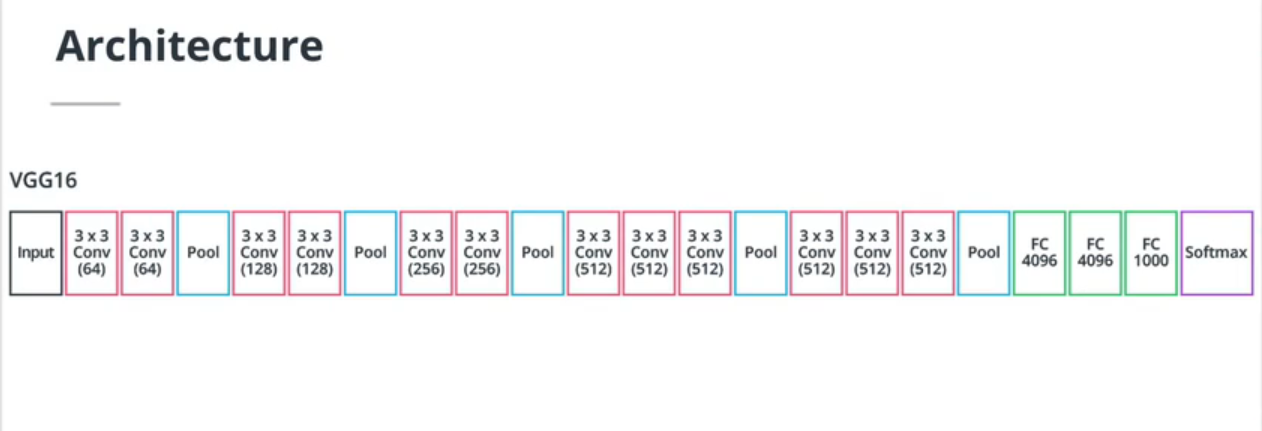 Architecture
VGG16
Input
3 x 3
Conv
(64)
3 x 3
Conv
(64)
Pool
3 x 3
Conv
(128)
3 x 3
Conv
(128)
Pool
3 x 3
Conv
(256)
3 x 3
Conv
(256)
Pool
3 x 3
Conv
(512)
3 x 3
Conv
(512)
3 x 3
Conv
(512)
Pool
3 x 3
Conv
(512)
3 x 3
Conv
(512)
3 x 3
Conv
(512)
Pool
FC
4096
FC
4096
FC
1000
Softmax